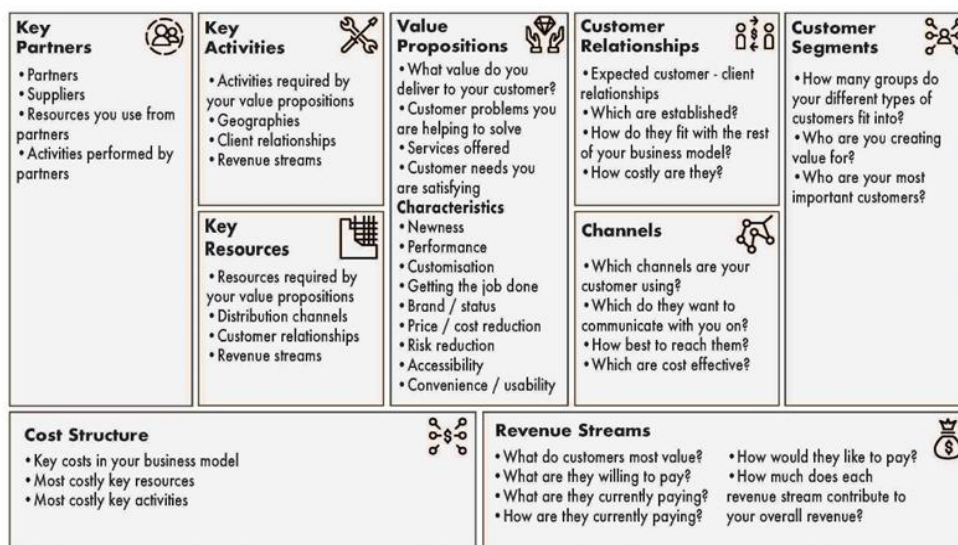 Key
Partners
• Partners
• Suppliers
• Resources you use from
partners
• Activities performed by
partners
Key
Activities
• Activities required by
your value propositions
• Geographies
• Client relationships
• Revenue streams
Key
Resources
• Resources required by
your value propositions
• Distribution channels
• Customer relationships
• Revenue streams
Value
Propositions
• What value do you
deliver to your customer?
• Customer problems you
are helping to solve
• Services offered
• Customer needs you
are satisfying
Characteristics
• Newness
• Performance
• Customisation
• Getting the job done
• Brand / status
• Price / cost reduction
• Risk reduction
• Accessibility
• Convenience / usability
Customer
Relationships
• Expected customer - client
relationships
• Which are established?
• How do they fit with the rest
of your business model?
• How costly are they?
Channels
• Which channels are your
customer using?
• Which do they want to
communicate with you on?
• How best to reach them?
• Which are cost effective?
Customer
Segments
• How many groups do
your different types of
customers fit into?
• Who are you creating
value for?
• Who are your most
important customers?
Cost Structure
• Key costs in your business model
• Most costly key resources
• Most costly key activities
Revenue Streams
• What do customers most value?
• What are they willing to pay?
• What are they currently paying?
• How are they currently paying?
• How would they like to pay?
• How much does each
revenue stream contribute to
your overall revenue?